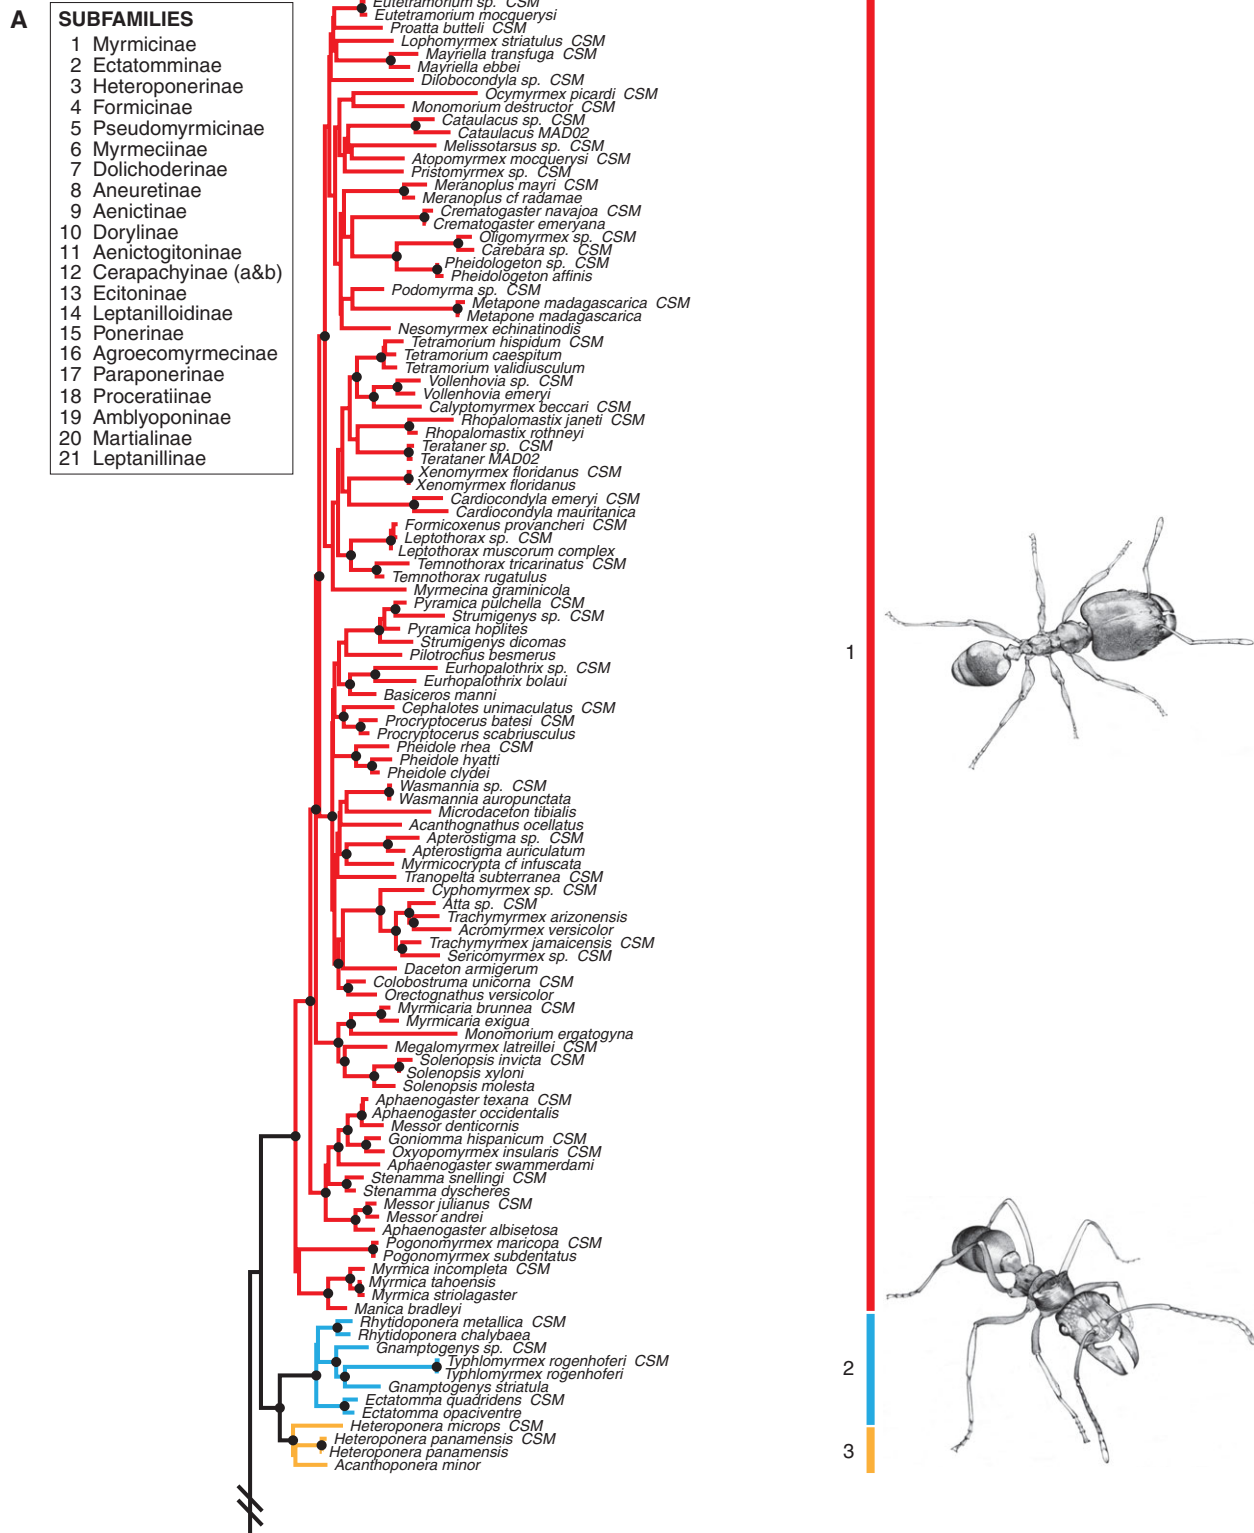 A
SUBFAMILIES
1 Myrmicinae
2 Ectatomminae
3 Heteroponerinae
4 Formicinae
5 Pseudomyrmicinae
6 Myrmeciinae
7 Dolichoderinae
8 Aneuretinae
9 Aenictinae
10 Dorylinae
11 Aenictogitoninae
12 Cerapachyinae (a&b)
13 Ecitoninae
14 Leptanilloidinae
15 Ponerinae
16 Agroecomyrmecinae
17 Paraponerinae
18 Proceratiinae
19 Amblyoponinae
20 Martialinae
21 Leptanillinae
Eutetramorium sp. CSM
Eutetramorium mocquerysi
Proatta butteli CSM
Lophomyrmex striatulus CSM
Mayriella transfuga CSM
Mayriella ebbei
Dilobocondyla sp. CSM
Ocymyrmex picardi CSM
Monomorium destructor CSM
Cataulacus sp. CSM
Cataulacus MAD02
Melissotarsus sp. CSM
Atopomyrmex mocquerysi CSM
Pristomyrmex sp. CSM
Meranoplus mayri CSM
Meranoplus cf radamae
Crematogaster navajoa CSM
Crematogaster emeryana
Oligomyrmex sp. CSM
Carebara sp. CSM
Pheidologeton sp. CSM
Pheidologeton affinis
Podomyrma sp. CSM
Metapone madagascarica CSM
Metapone madagascarica
Nesomyrmex echinatinodis
Tetramorium hispidum CSM
Tetramorium caespitum
Tetramorium validiusculum
Vollenhovia sp. CSM
Vollenhovia emeryi
Calyptomyrmex beccari CSM
Rhopalomastix janeti CSM
Rhopalomastix rothneyi
Terataner sp. CSM
Terataner MAD02
Xenomyrmex floridanus CSM
Xenomyrmex floridanus
Cardiocondyla emeryi CSM
Cardiocondyla mauritanica
Formicoxenus provancheri CSM
Leptothorax sp. CSM
Leptothorax muscorum complex
Temnothorax tricarinatus CSM
Temnothorax rugatulus
Myrmecina graminicola
Pyramica pulchella CSM
Strumigenys sp. CSM
Pyramica hoplites
Strumigenys dicomas
Pilotrochus besmerus
Eurhopalothrix sp. CSM
Eurhopalothrix bolaui
Basiceros manni
Cephalotes unimaculatus CSM
Procryptocerus batesi CSM
Procryptocerus scabriusculus
Pheidole rhea CSM
Pheidole hyatti
Pheidole clydei
Wasmannia sp. CSM
Wasmannia auropunctata
Microdaceton tibialis
Acanthognathus ocellatus
Apterostigma sp. CSM
Apterostigma auriculatum
Myrmicocrypta cf infuscata
Tranopelta subterranea CSM
Cyphomyrmex sp. CSM
Atta sp. CSM
Trachymyrmex arizonensis
Acromyrmex versicolor
Trachymyrmex jamaicensis CSM
Sericomyrmex sp. CSM
Daceton armigerum
Colobostruma unicorna CSM
Orectognathus versicolor
Myrmicaria brunnea CSM
Myrmicaria exigua
Monomorium ergatogyna
Megalomyrmex latreillei CSM
Solenopsis invicta CSM
Solenopsis xyloni
Solenopsis molesta
Aphaenogaster texana CSM
Aphaenogaster occidentalis
Messor denticornis
Goniomma hispanicum CSM
Oxyopomyrmex insularis CSM
Aphaenogaster swammerdami
Stenamma snellingi CSM
Stenamma dyscheres
Messor julianus CSM
Messor andrei
Aphaenogaster albisetosa
Pogonomyrmex maricopa CSM
Pogonomyrmex subdentatus
Myrmica incompleta CSM
Myrmica tahoensis
Myrmica striolagaster
Manica bradleyi
Rhytidoponera metallica CSM
Rhytidoponera chalybaea
Gnamptogenys sp. CSM
Typhlomyrmex rogenhoferi CSM
Typhlomyrmex rogenhoferi
Gnamptogenys striatula
Ectatomma quadridens CSM
Ectatomma opaciventre
Heteroponera microps CSM
Heteroponera panamensis CSM
Heteroponera panamensis
Acanthoponera minor
1
2
3